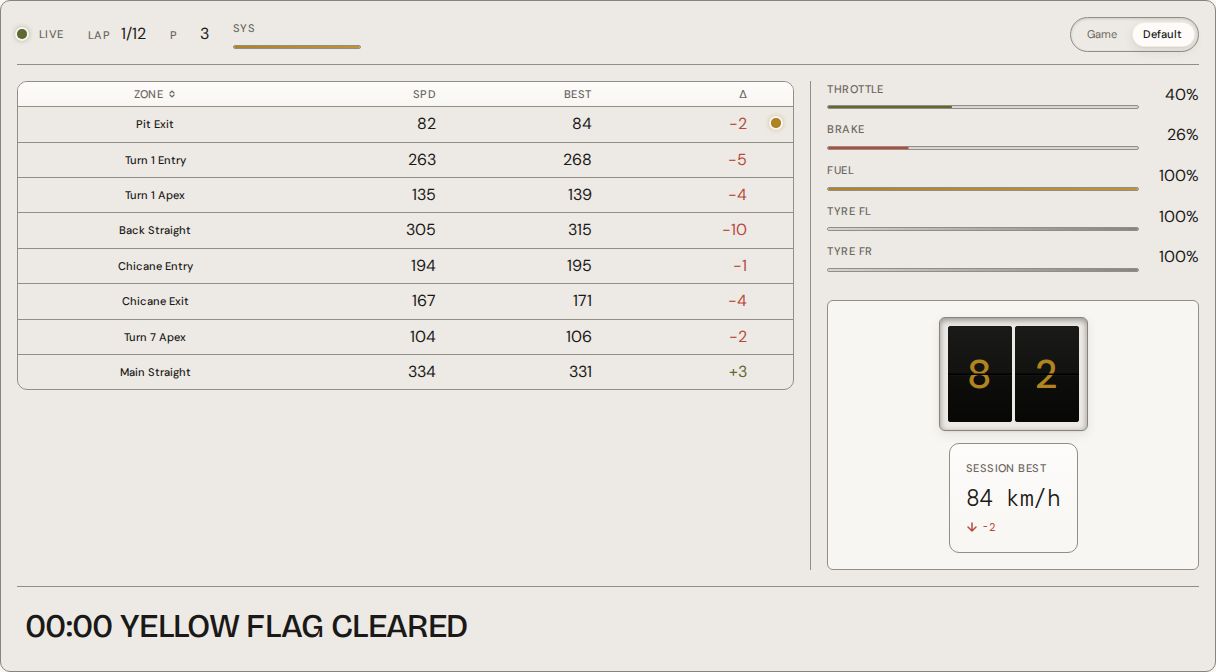 LIVE LAP 1/12 P 3 SYS
Game Default
ZONE SPD BEST Δ
Pit Exit 82 84 -2
Turn 1 Entry 263 268 -5
Turn 1 Apex 135 139 -4
Back Straight 305 315 -10
Chicane Entry 194 195 -1
Chicane Exit 167 171 -4
Turn 7 Apex 104 106 -2
Main Straight 334 331 +3
THROTTLE 40%
BRAKE 26%
FUEL 100%
TYRE FL 100%
TYRE FR 100%
8 2
SESSION BEST
84 km/h
↓ -2
00:00 YELLOW FLAG CLEARED